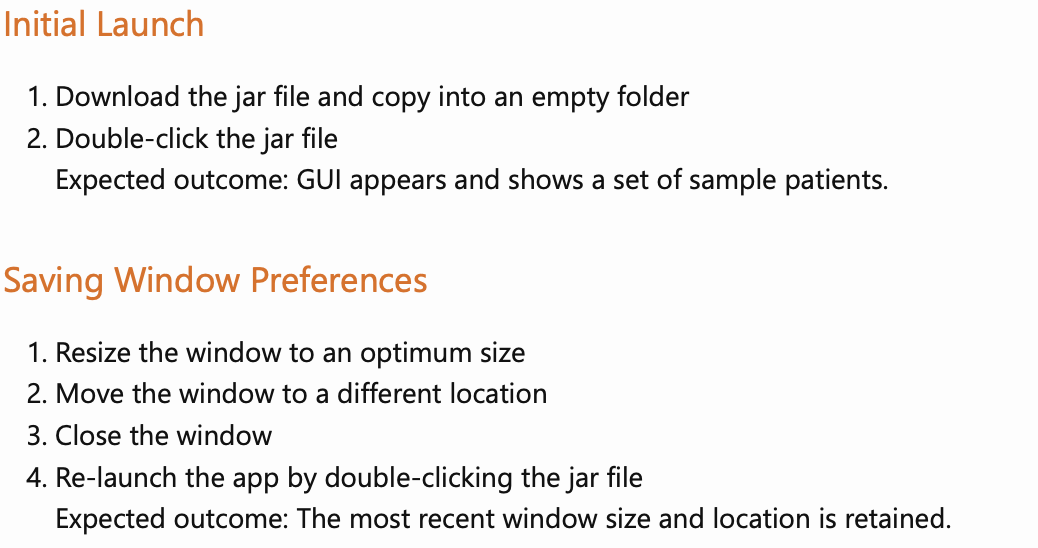 Initial Launch
1. Download the jar file and copy into an empty folder
2. Double-click the jar file
Expected outcome: GUI appears and shows a set of sample patients.
Saving Window Preferences
1. Resize the window to an optimum size
2. Move the window to a different location
3. Close the window
4. Re-launch the app by double-clicking the jar file
Expected outcome: The most recent window size and location is retained.